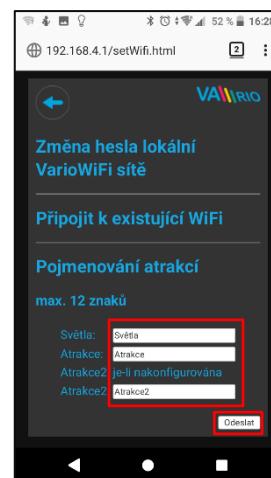 52 % 16:28
192.168.4.1/setWifi.html 2
VARIO
Změna hesla lokální
VarioWiFi sítě
Připojit k existující WiFi
Pojmenování atrakcí
max. 12 znaků
Světla: Světla
Atrakce: Atrakce
Atrakce2 je-li nakonfigurována
Atrakce2 Atrakce2
Odeslat